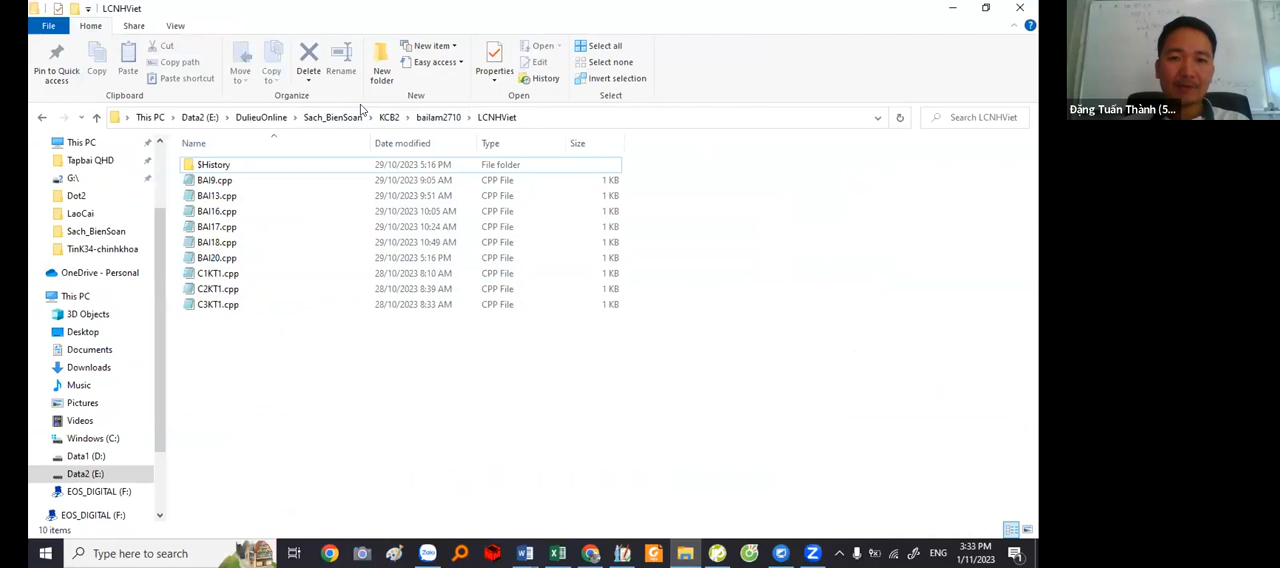 LCNHViet
File
Home
Share
View
Pin to Quick access
Copy
Paste
Cut
Copy path
Paste shortcut
Clipboard
Move to
Copy to
Delete
Rename
Organize
New folder
New item
Easy access
New
Properties
Open
Edit
History
Open
Select all
Select none
Invert selection
Select
Đặng Tuấn Thành (5...
This PC > Data2 (E:) > DulieuOnline > Sach_BienSoan > KCB2 > bailam2710 > LCNHViet
Search LCNHViet
Name Date modified Type Size
$History 29/10/2023 5:16 PM File folder
BAI9.cpp 29/10/2023 9:05 AM CPP File 1 KB
BAI13.cpp 29/10/2023 9:51 AM CPP File 1 KB
BAI16.cpp 29/10/2023 10:05 AM CPP File 1 KB
BAI17.cpp 29/10/2023 10:24 AM CPP File 1 KB
BAI18.cpp 29/10/2023 10:49 AM CPP File 1 KB
BAI20.cpp 29/10/2023 5:16 PM CPP File 1 KB
C1KT1.cpp 28/10/2023 8:10 AM CPP File 1 KB
C2KT1.cpp 28/10/2023 8:39 AM CPP File 1 KB
C3KT1.cpp 28/10/2023 8:33 AM CPP File 1 KB
This PC
Tapbai QHD
G:\
Dot2
LaoCai
Sach_BienSoan
TinK34-chinhkhoa
OneDrive - Personal
This PC
3D Objects
Desktop
Documents
Downloads
Music
Pictures
Videos
Windows (C:)
Data1 (D:)
Data2 (E:)
EOS_DIGITAL (F:)
EOS_DIGITAL (F:)
10 items
Type here to search
Zalo
ENG
3:33 PM
1/11/2023